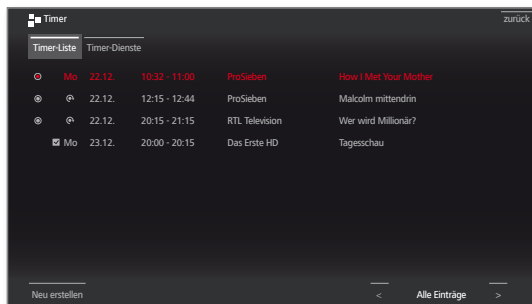 Timer zurück
Timer-Liste Timer-Dienste
Mo 22.12. 10:32 - 11:00 ProSieben How I Met Your Mother
22.12. 12:15 - 12:44 ProSieben Malcolm mittendrin
22.12. 20:15 - 21:15 RTL Television Wer wird Millionär?
Mo 23.12. 20:00 - 20:15 Das Erste HD Tagesschau
Neu erstellen < Alle Einträge >